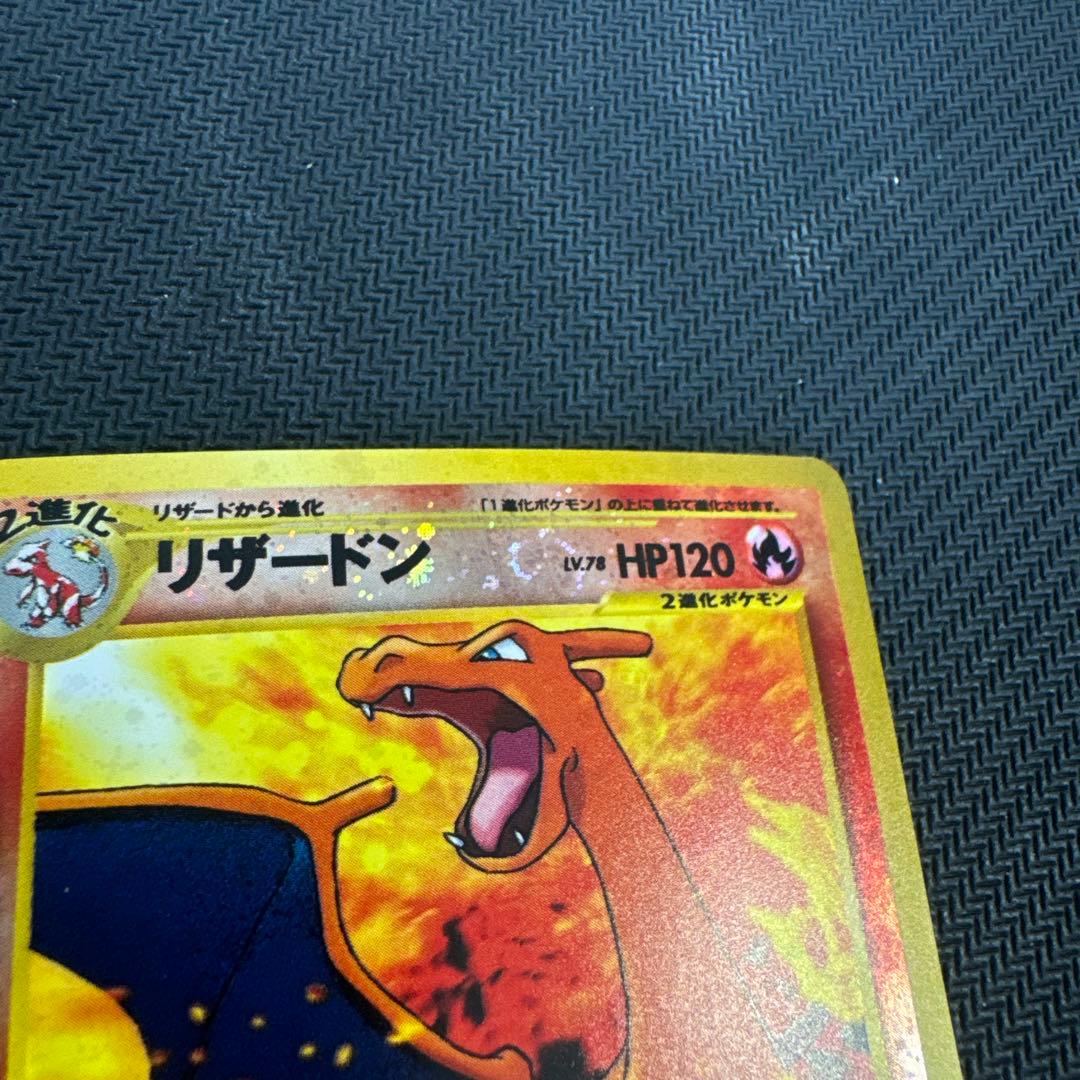 2進化
リザードから進化
「1進化ポケモン」の上に重ねて進化させます。
リザードン
LV.78 HP120
2進化ポケモン